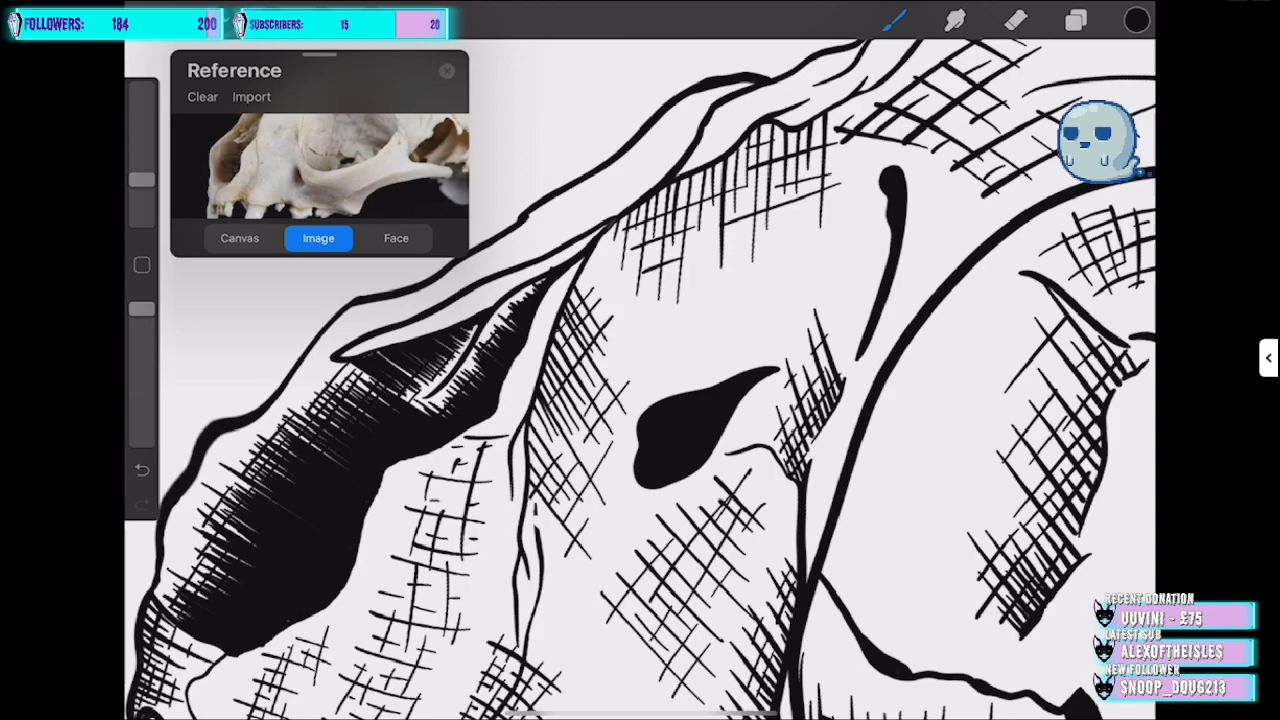 FOLLOWERS: 184 200
SUBSCRIBERS: 15 20
Reference
Clear Import
Canvas Image Face
RECENT DONATION
UUVINI - £75
LATEST SUB
ALEXOFTHEISLES
NEW FOLLOWER
SNOOP_DOUG213